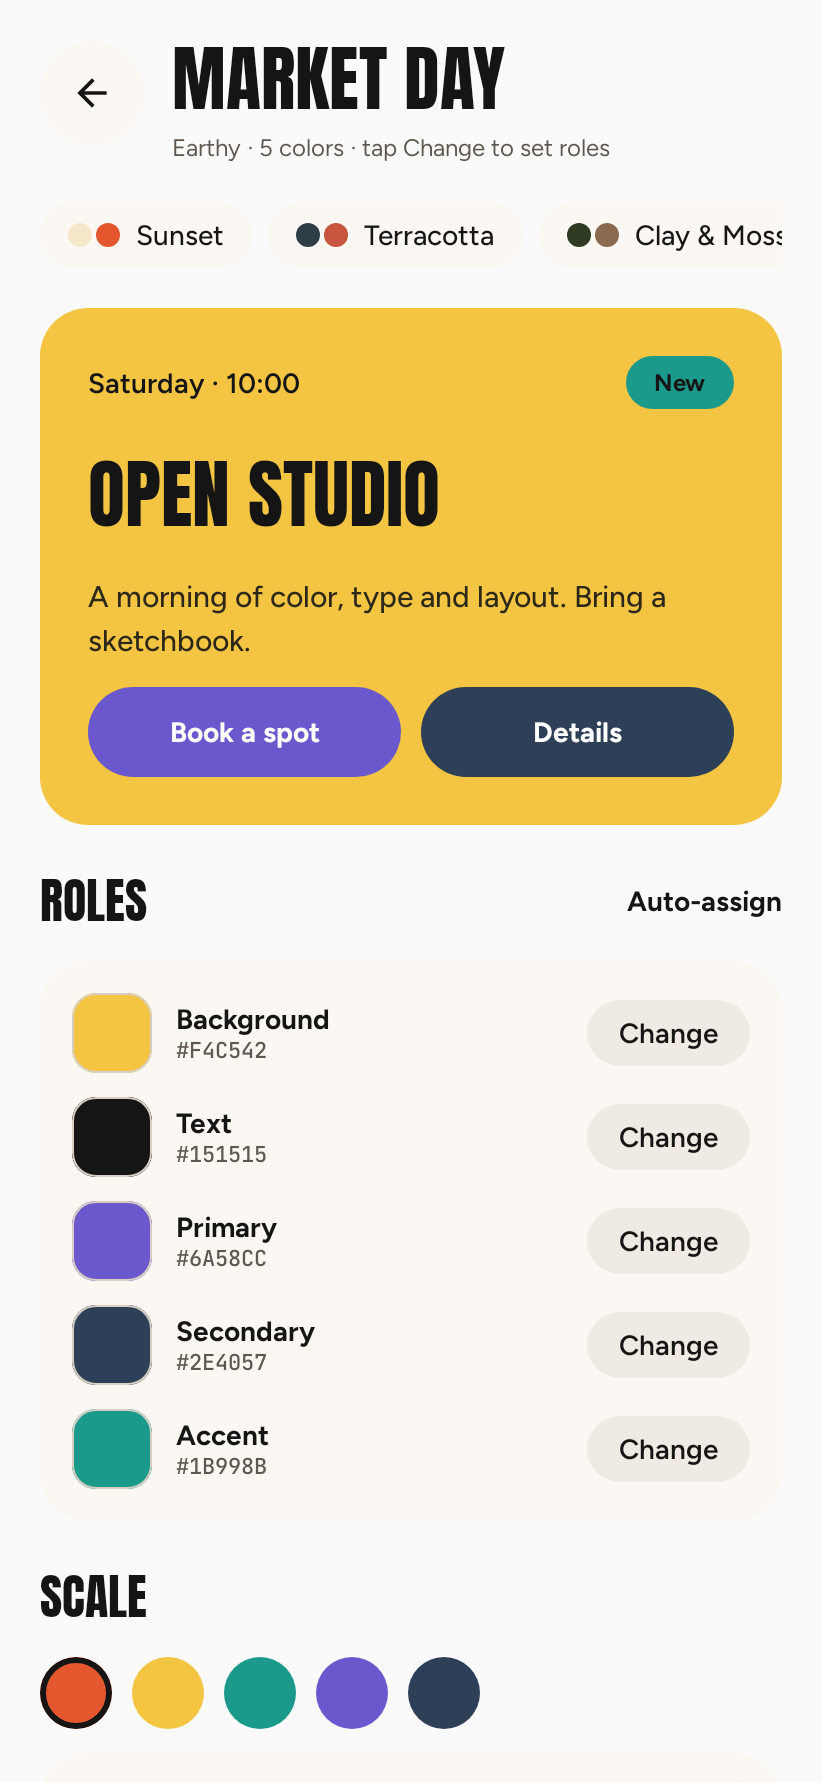 MARKET DAY
Earthy · 5 colors · tap Change to set roles
Sunset
Terracotta
Clay & Moss
Saturday · 10:00
New
OPEN STUDIO
A morning of color, type and layout. Bring a
sketchbook.
Book a spot
Details
ROLES
Auto-assign
Background
#F4C542
Change
Text
#151515
Change
Primary
#6A58CC
Change
Secondary
#2E4057
Change
Accent
#1B998B
Change
SCALE